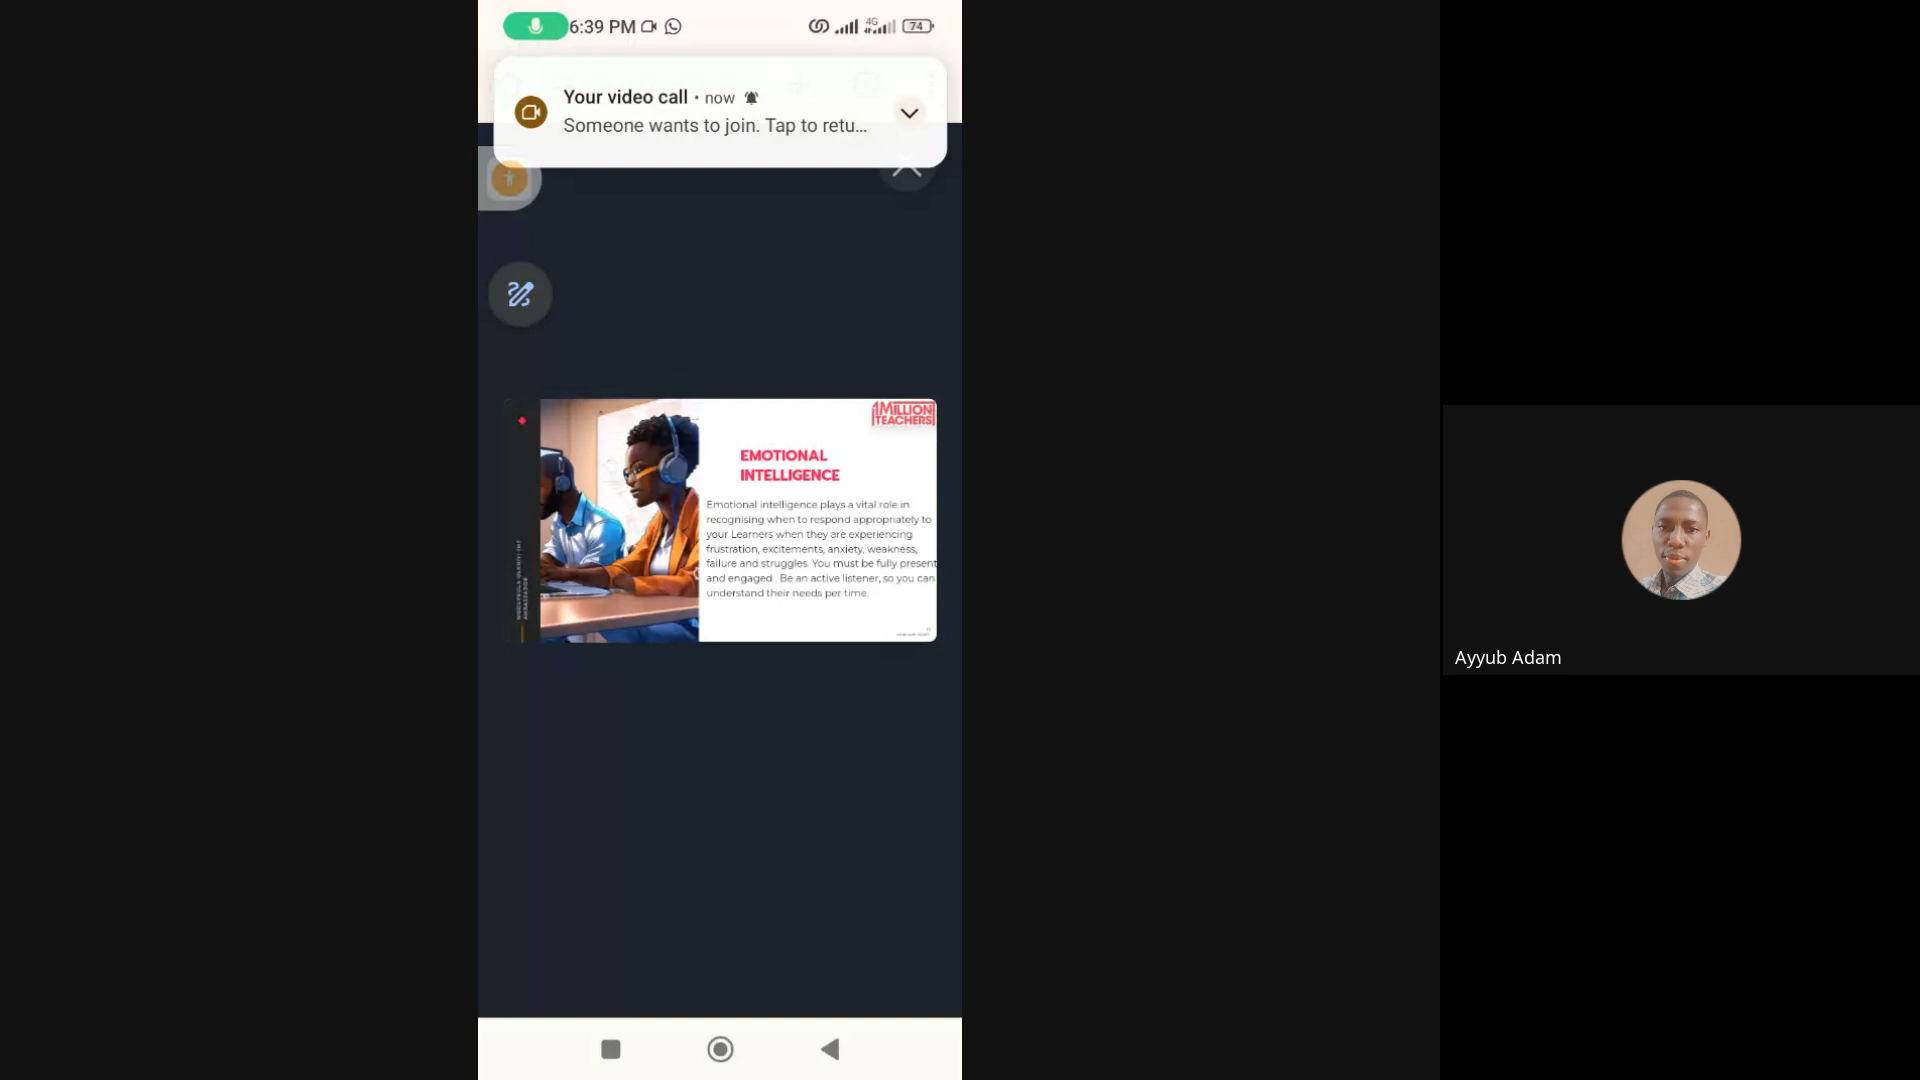 6:39 PM
4G
74
Your video call • now
Someone wants to join. Tap to retu...
1MILLION
TEACHERS
EMOTIONAL
INTELLIGENCE
Emotional intelligence plays a vital role in
recognising when to respond appropriately to
your Learners when they are experiencing
frustration, excitements, anxiety, weakness,
failure and struggles. You must be fully present
and engaged . Be an active listener, so you can
understand their needs per time.
AMBASSADOR
Ayyub Adam